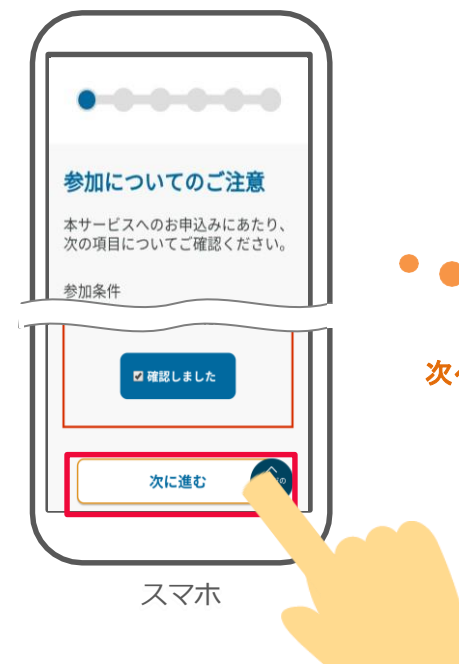 参加についてのご注意
本サービスへのお申込みにあたり、
次の項目についてご確認ください。
参加条件
確認しました
次に進む
スマホ
次